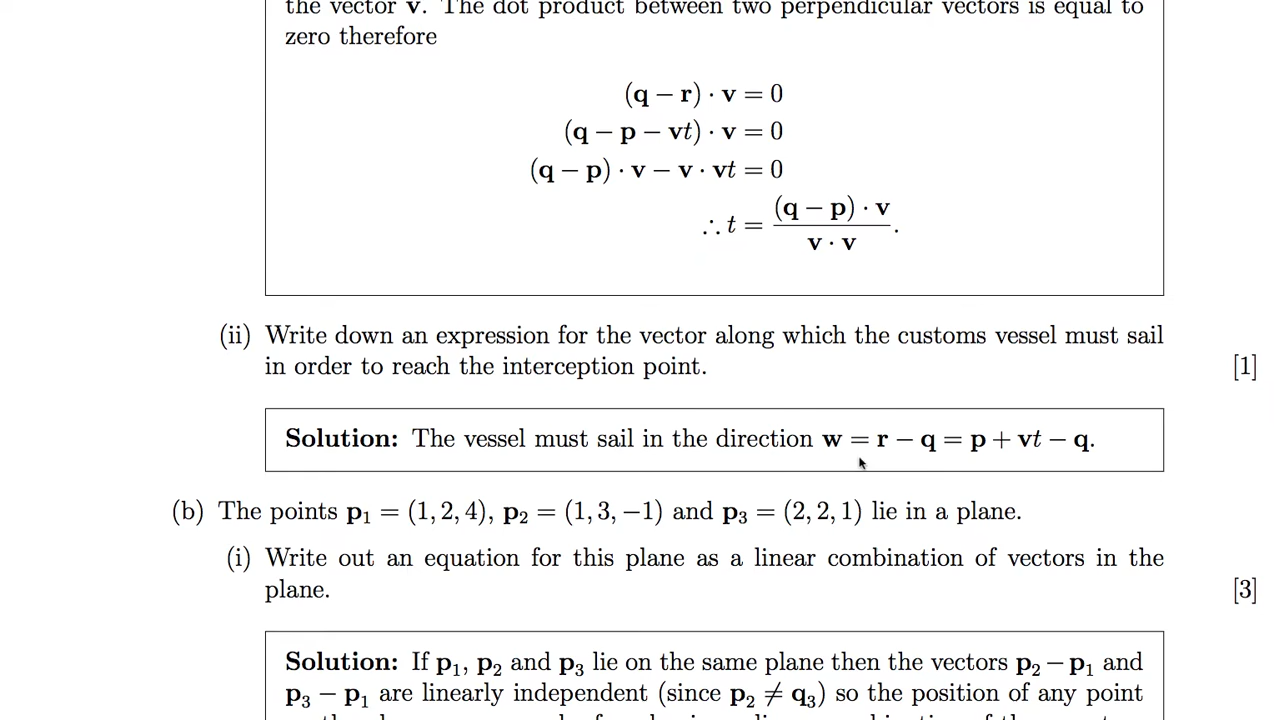 the vector v. The dot product between two perpendicular vectors is equal to
zero therefore
(q − r) · v = 0
(q − p − vt) · v = 0
(q − p) · v − v · vt = 0
∴ t = (q − p) · v / v · v.
(ii) Write down an expression for the vector along which the customs vessel must sail
in order to reach the interception point. [1]
Solution: The vessel must sail in the direction w = r − q = p + vt − q.
(b) The points p₁ = (1, 2, 4), p₂ = (1, 3, −1) and p₃ = (2, 2, 1) lie in a plane.
(i) Write out an equation for this plane as a linear combination of vectors in the
plane. [3]
Solution: If p₁, p₂ and p₃ lie on the same plane then the vectors p₂ − p₁ and
p₃ − p₁ are linearly independent (since p₂ ≠ q₃) so the position of any point